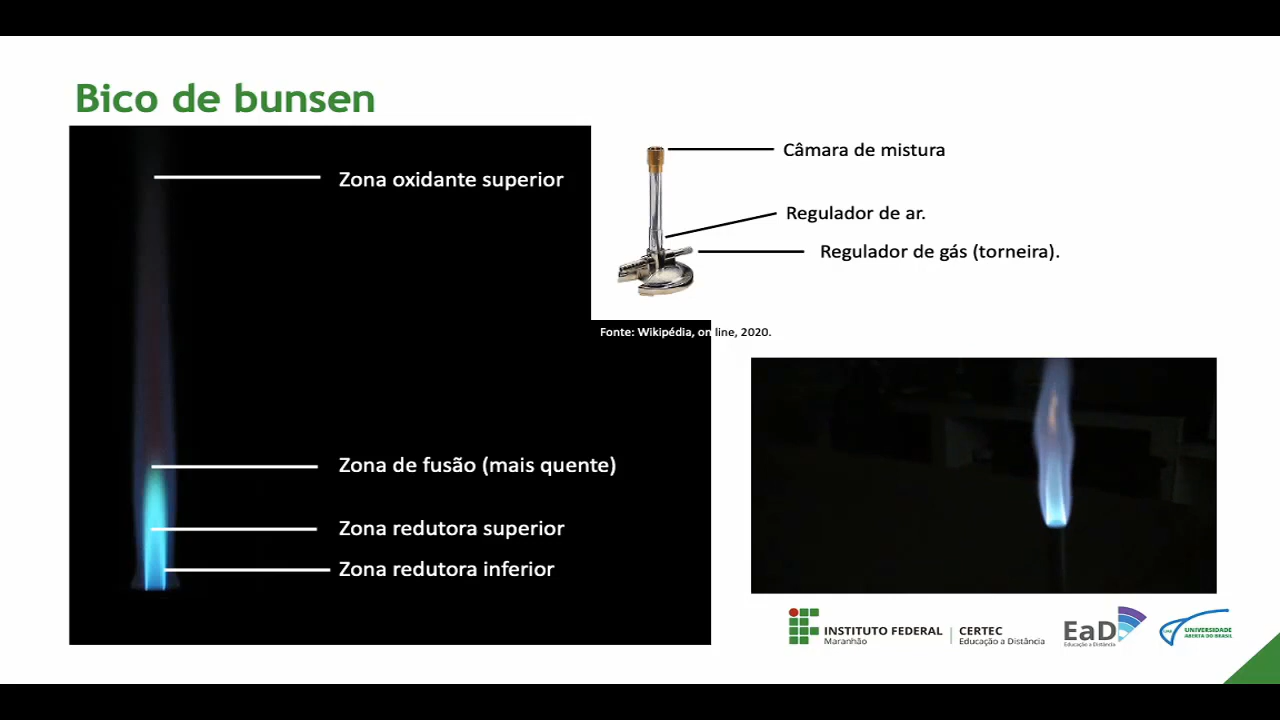 Bico de bunsen
Zona oxidante superior
Zona de fusão (mais quente)
Zona redutora superior
Zona redutora inferior
Câmara de mistura
Regulador de ar.
Regulador de gás (torneira).
Fonte: Wikipédia, on line, 2020.
INSTITUTO FEDERAL
Maranhão
CERTEC
Educação a Distância
EaD
Educação a Distância
UNIVERSIDADE
ABERTA DO BRASIL